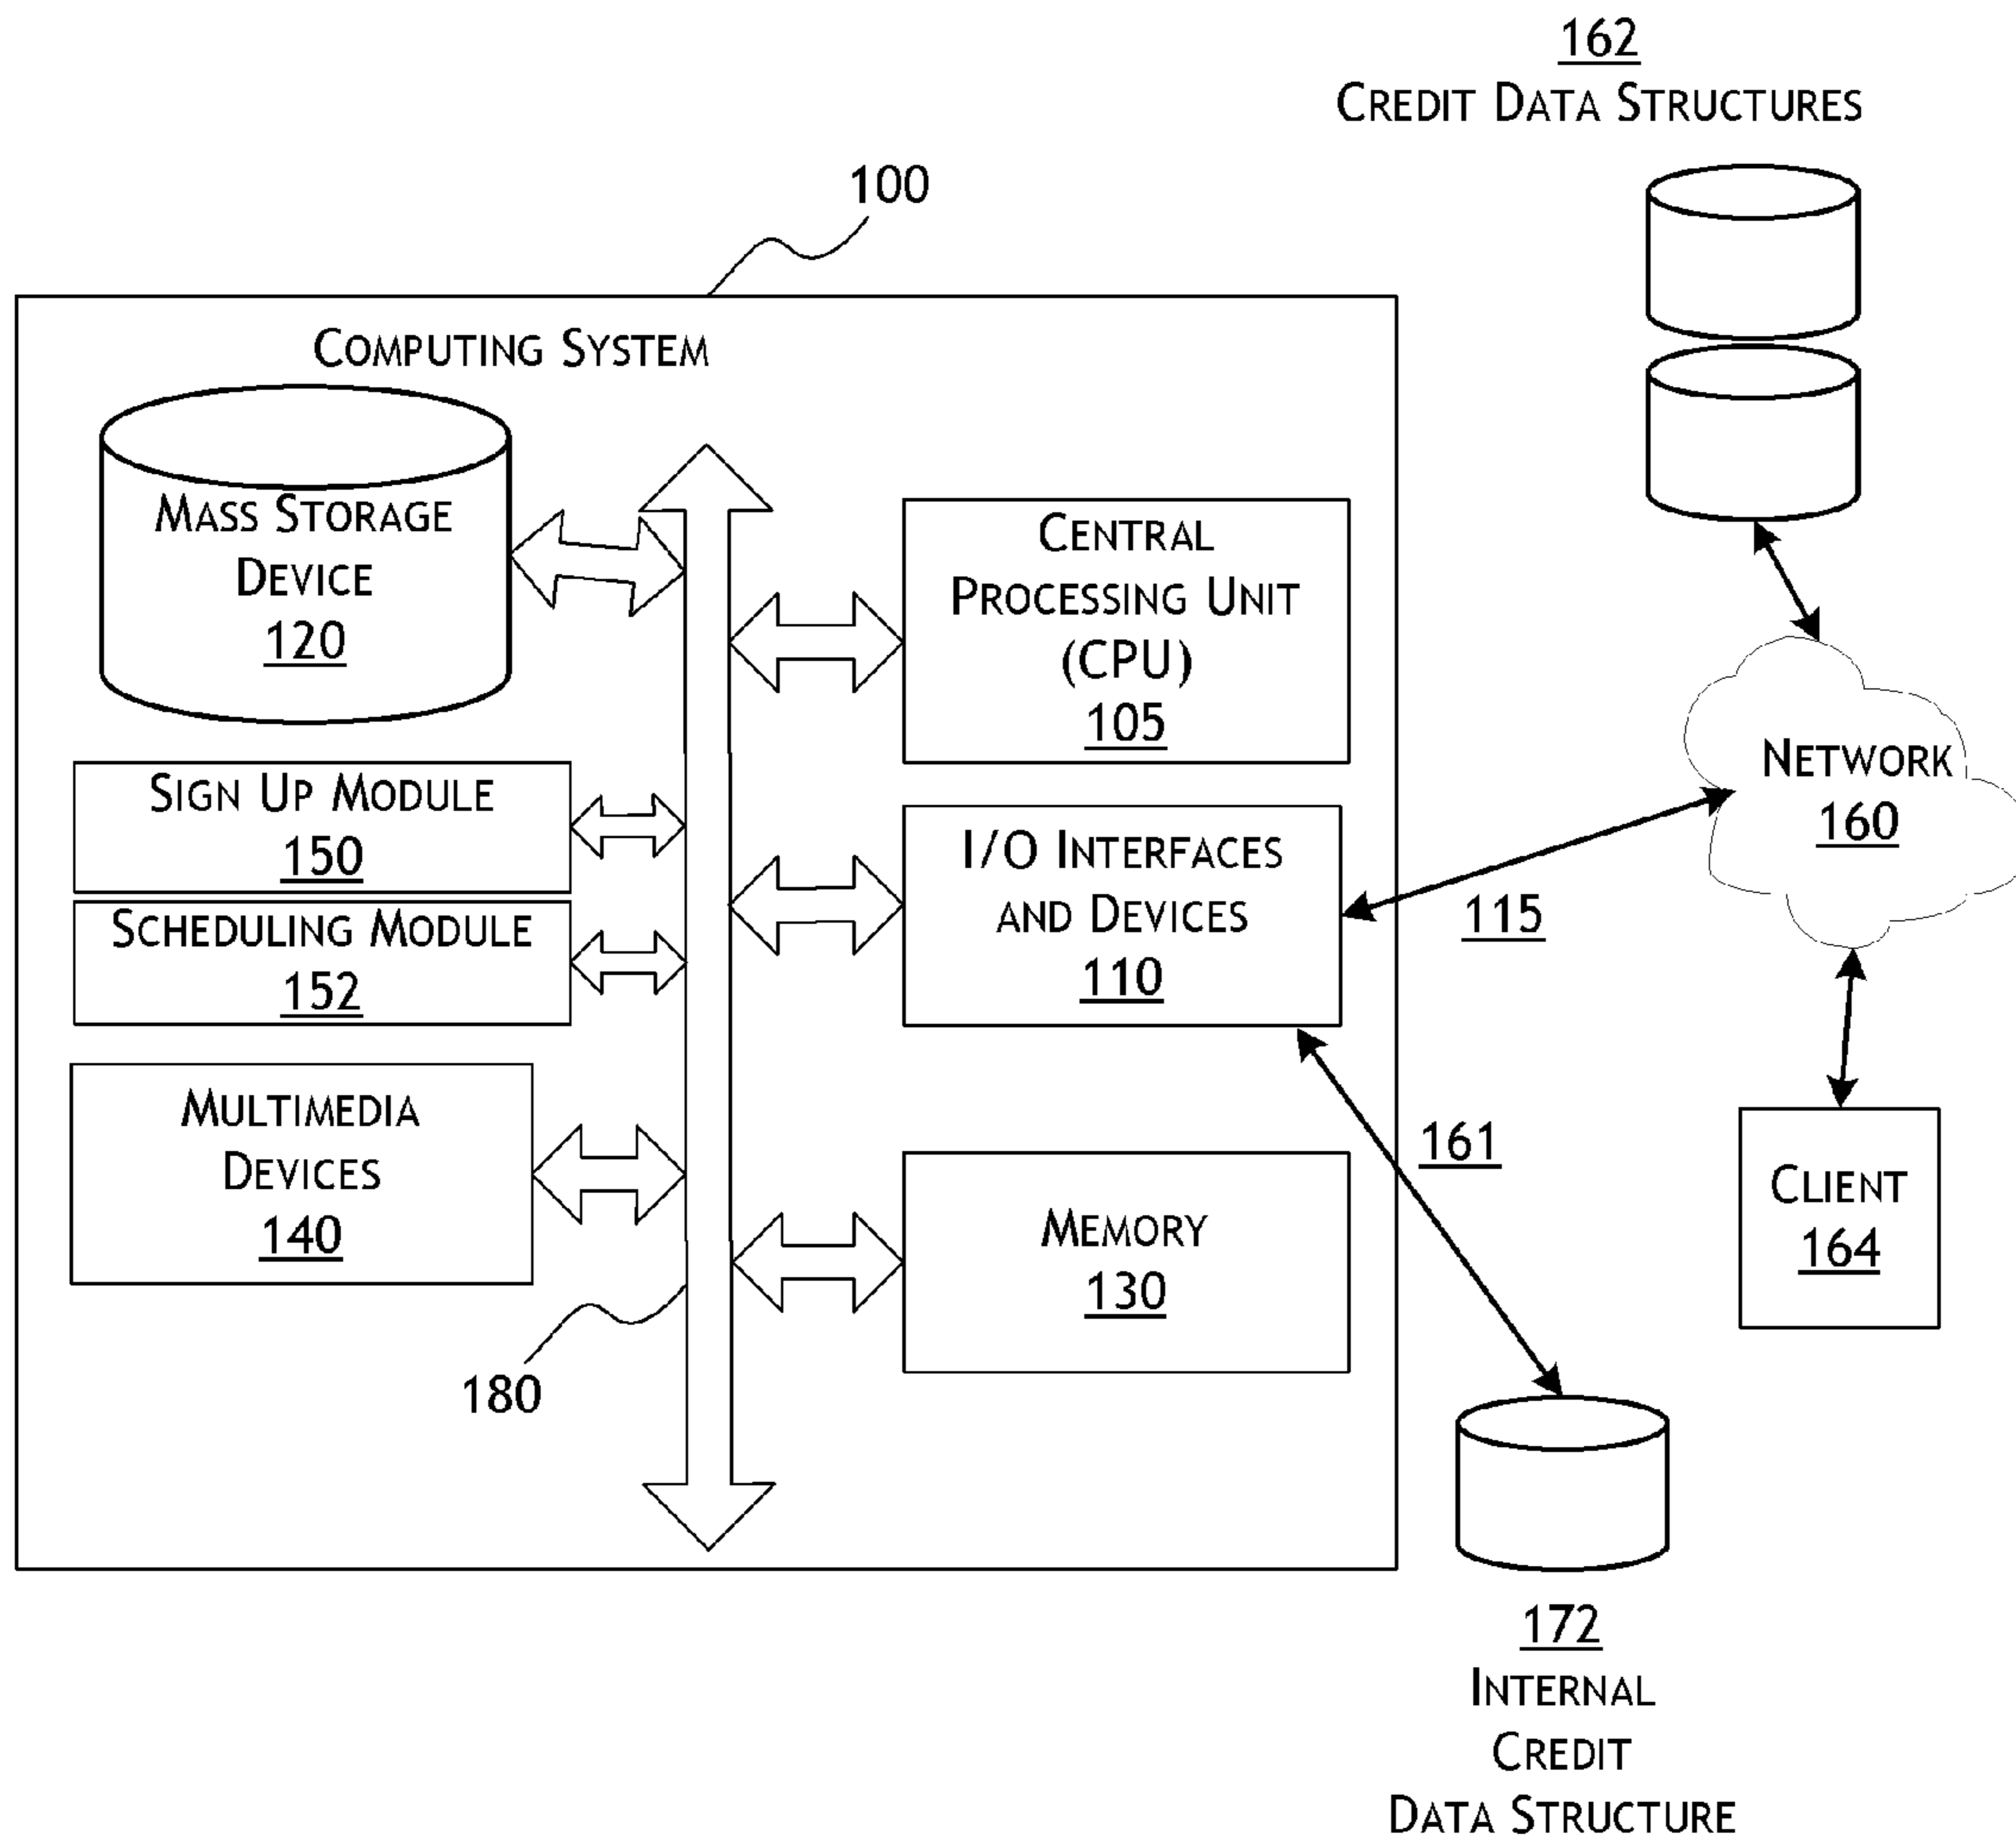 162
CREDIT DATA STRUCTURES
100
COMPUTING SYSTEM
MASS STORAGE
DEVICE
120
CENTRAL
PROCESSING UNIT
(CPU)
105
SIGN UP MODULE
150
SCHEDULING MODULE
152
I/O INTERFACES
AND DEVICES
110
NETWORK
160
115
MULTIMEDIA
DEVICES
140
161
MEMORY
130
CLIENT
164
180
172
INTERNAL
CREDIT
DATA STRUCTURE